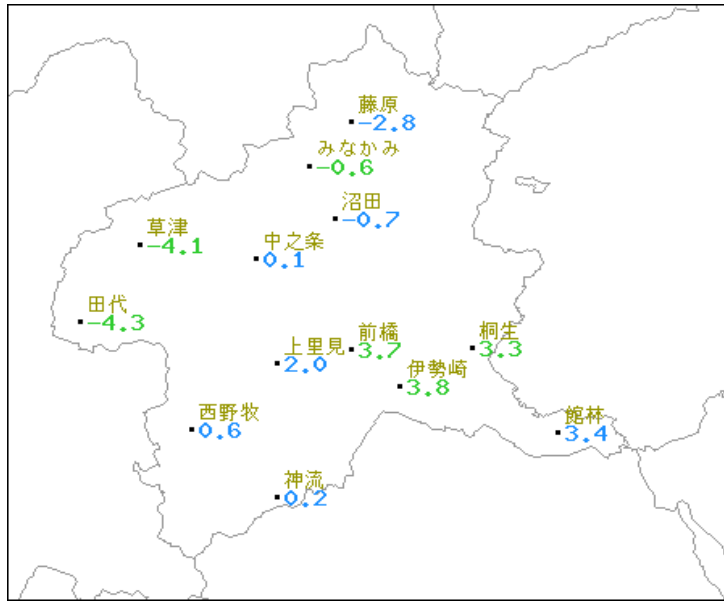 藤原
-2.8
みなかみ
-0.6
沼田
-0.7
草津
-4.1
中之条
0.1
田代
-4.3
上里見
2.0
前橋
3.7
桐生
3.3
伊勢崎
3.8
西野牧
0.6
館林
3.4
神流
0.2